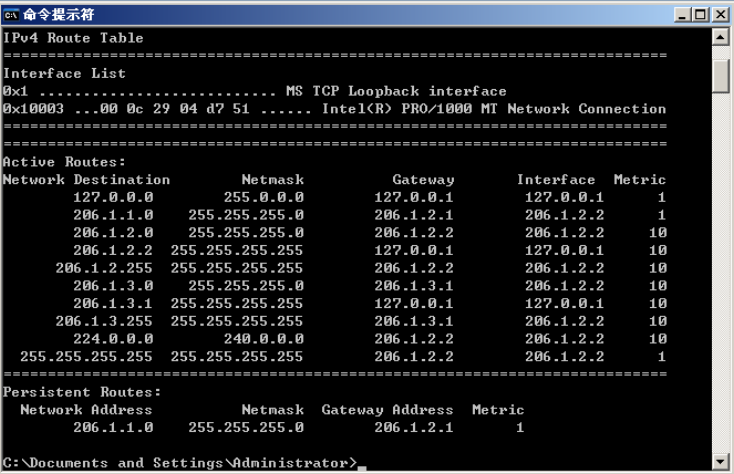 命令提示符
IPv4 Route Table
===========================================================================
Interface List
0x1 ........................... MS TCP Loopback interface
0x10003 ...00 0c 29 04 d7 51 ...... Intel(R) PRO/1000 MT Network Connection
===========================================================================
===========================================================================
Active Routes:
Network Destination        Netmask          Gateway       Interface  Metric
127.0.0.0        255.0.0.0        127.0.0.1       127.0.0.1       1
206.1.1.0    255.255.255.0        206.1.2.1       206.1.2.2       1
206.1.2.0    255.255.255.0        206.1.2.2       206.1.2.2      10
206.1.2.2  255.255.255.255        127.0.0.1       127.0.0.1      10
206.1.2.255  255.255.255.255        206.1.2.2       206.1.2.2      10
206.1.3.0    255.255.255.0        206.1.3.1       206.1.2.2      10
206.1.3.1  255.255.255.255        127.0.0.1       127.0.0.1      10
206.1.3.255  255.255.255.255        206.1.3.1       206.1.2.2      10
224.0.0.0        240.0.0.0        206.1.2.2       206.1.2.2      10
255.255.255.255  255.255.255.255        206.1.2.2       206.1.2.2       1
===========================================================================
Persistent Routes:
Network Address          Netmask  Gateway Address  Metric
206.1.1.0    255.255.255.0        206.1.2.1       1
C:\Documents and Settings\Administrator>_